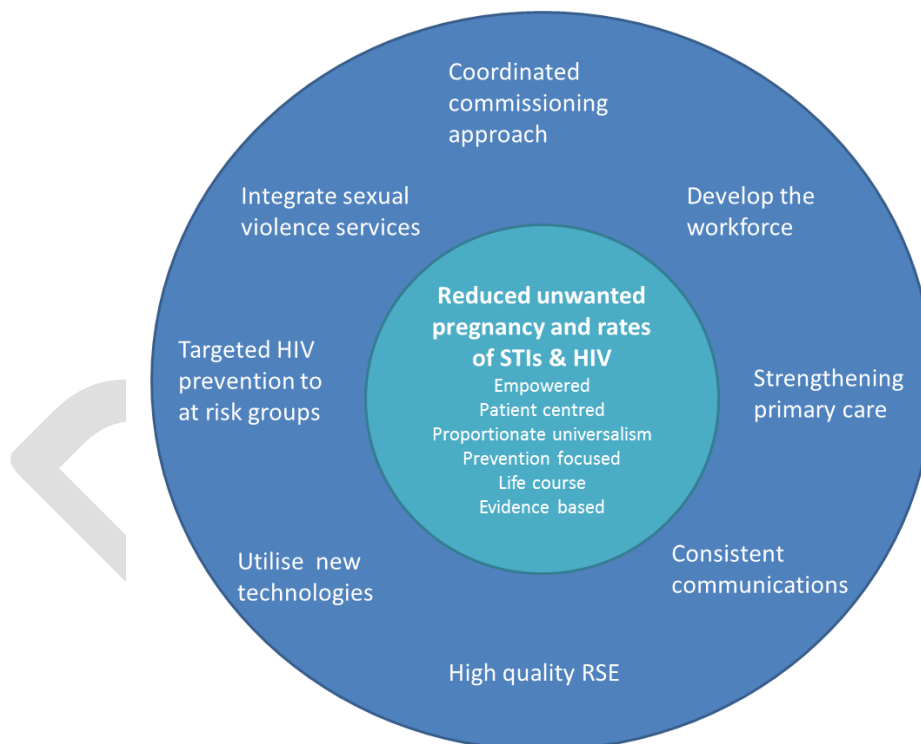 Coordinated
commissioning
approach
Integrate sexual
violence services
Develop the
workforce
Reduced unwanted
pregnancy and rates
of STIs & HIV
Empowered
Patient centred
Proportionate universalism
Prevention focused
Life course
Evidence based
Targeted HIV
prevention to
at risk groups
Strengthening
primary care
Utilise new
technologies
Consistent
communications
High quality RSE